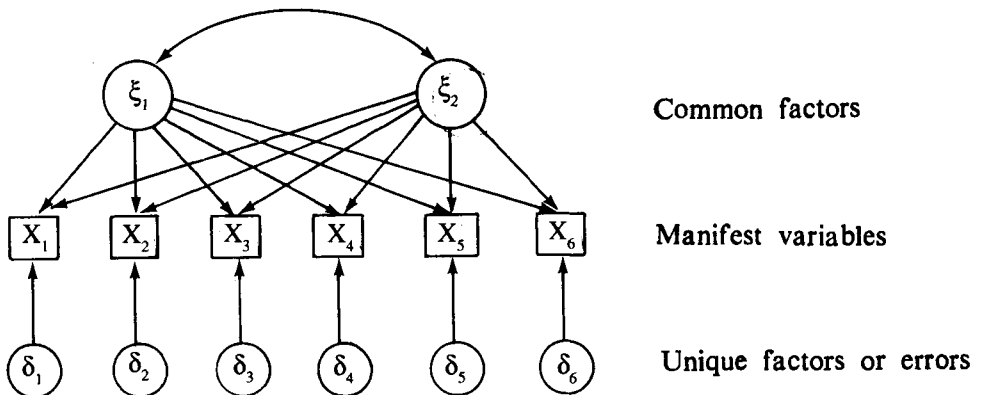 ξ₁ ξ₂ Common factors
X₁ X₂ X₃ X₄ X₅ X₆ Manifest variables
δ₁ δ₂ δ₃ δ₄ δ₅ δ₆ Unique factors or errors